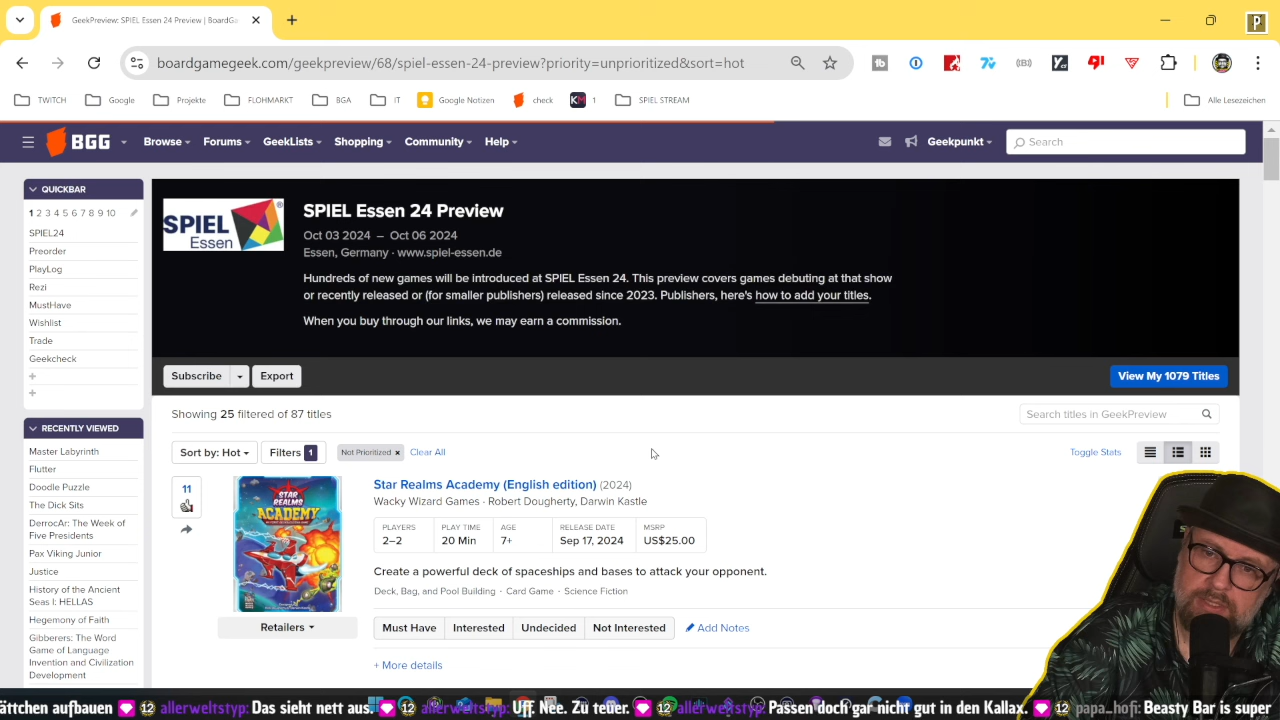 GeekPreview: SPIEL Essen 24 Preview | BoardGa
boardgamegeek.com/geekpreview/68/spiel-essen-24-preview?priority=unprioritized&sort=hot
TWITCH
Google
Projekte
FLOHMARKT
BGA
IT
Google Notizen
check
1
SPIEL STREAM
Alle Lesezeichen
BGG
Browse
Forums
GeekLists
Shopping
Community
Help
Geekpunkt
Search
QUICKBAR
1 2 3 4 5 6 7 8 9 10
SPIEL24
Preorder
PlayLog
Rezi
MustHave
Wishlist
Trade
Geekcheck
RECENTLY VIEWED
Master Labyrinth
Flutter
Doodle Puzzle
The Dick Sits
DerrocAr: The Week of
Five Presidents
Pax Viking Junior
Justice
History of the Ancient
Seas I: HELLAS
Hegemony of Faith
Gibberers: The Word
Game of Language
Invention and Civilization
Development
SPIEL
Essen
SPIEL Essen 24 Preview
Oct 03 2024 – Oct 06 2024
Essen, Germany · www.spiel-essen.de
Hundreds of new games will be introduced at SPIEL Essen 24. This preview covers games debuting at that show
or recently released or (for smaller publishers) released since 2023. Publishers, here's how to add your titles.
When you buy through our links, we may earn a commission.
Subscribe
Export
View My 1079 Titles
Showing 25 filtered of 87 titles
Search titles in GeekPreview
Sort by: Hot
Filters 1
Not Prioritized ×
Clear All
Toggle Stats
11
STAR REALMS
ACADEMY
Star Realms Academy (English edition) (2024)
Wacky Wizard Games · Robert Dougherty, Darwin Kastle
PLAYERS
2–2
PLAY TIME
20 Min
AGE
7+
RELEASE DATE
Sep 17, 2024
MSRP
US$25.00
Create a powerful deck of spaceships and bases to attack your opponent.
Deck, Bag, and Pool Building · Card Game · Science Fiction
Retailers
Must Have
Interested
Undecided
Not Interested
Add Notes
+ More details
ättchen aufbauen 12 allerweltstyp: Das sieht nett aus. 12 allerweltstyp: Uff. Nee. Zu teuer. 12 allerweltstyp: Passen doch gar nicht gut in den Kallax. 12 papa_hofi: Beasty Bar is super